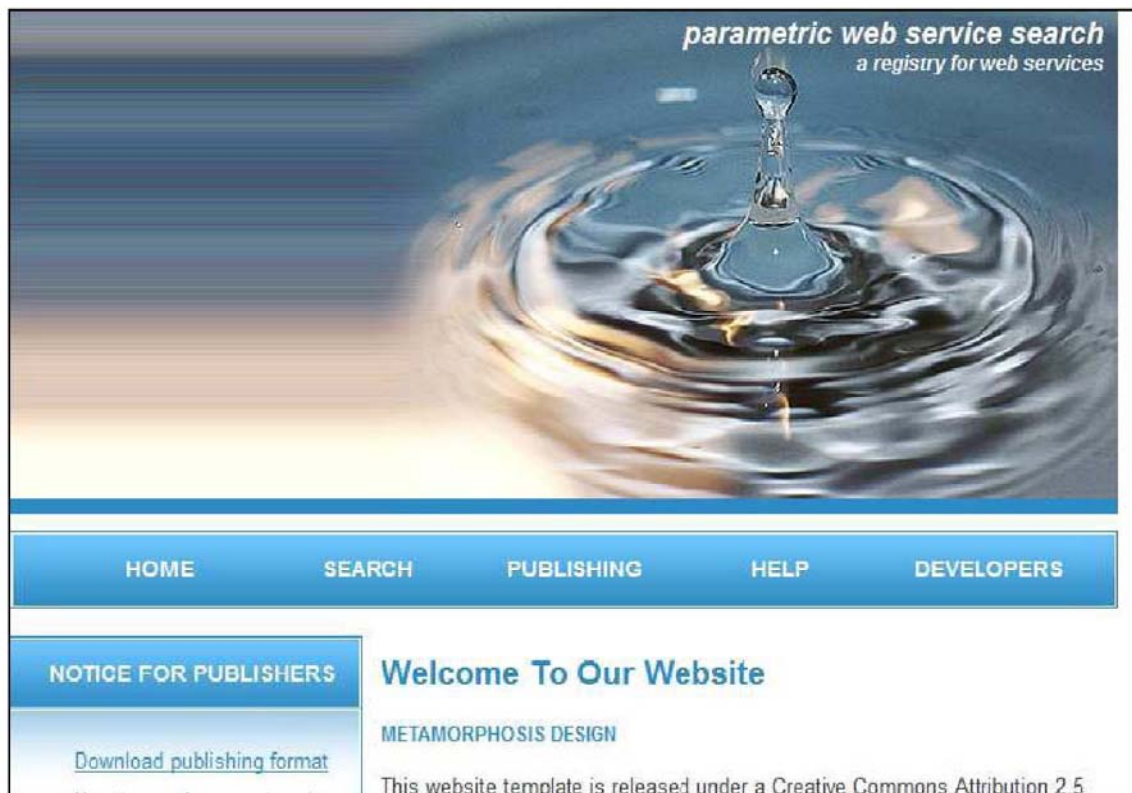 parametric web service search
a registry for web services
HOME SEARCH PUBLISHING HELP DEVELOPERS
NOTICE FOR PUBLISHERS
Download publishing format
Welcome To Our Website
METAMORPHOSIS DESIGN
This website template is released under a Creative Commons Attribution 2.5